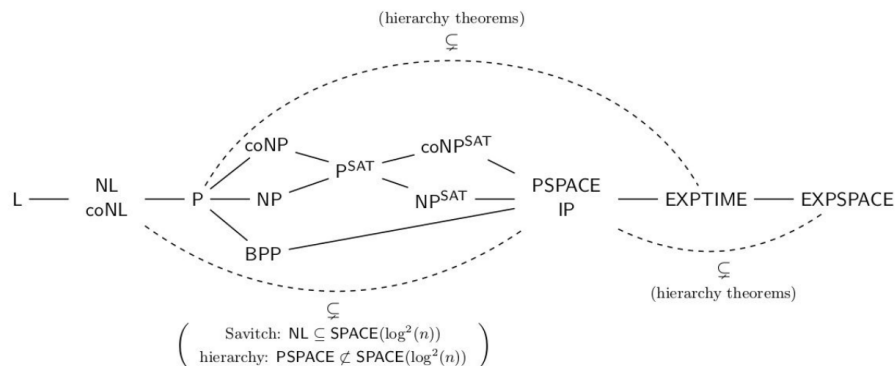 (hierarchy theorems)
⊊
coNP
P^SAT
coNP^SAT
L
NL
coNL
P
NP
NP^SAT
PSPACE
IP
EXPTIME
EXPSPACE
BPP
⊊
(hierarchy theorems)
⊊
Savitch: NL ⊆ SPACE(log²(n))
hierarchy: PSPACE ⊄ SPACE(log²(n))